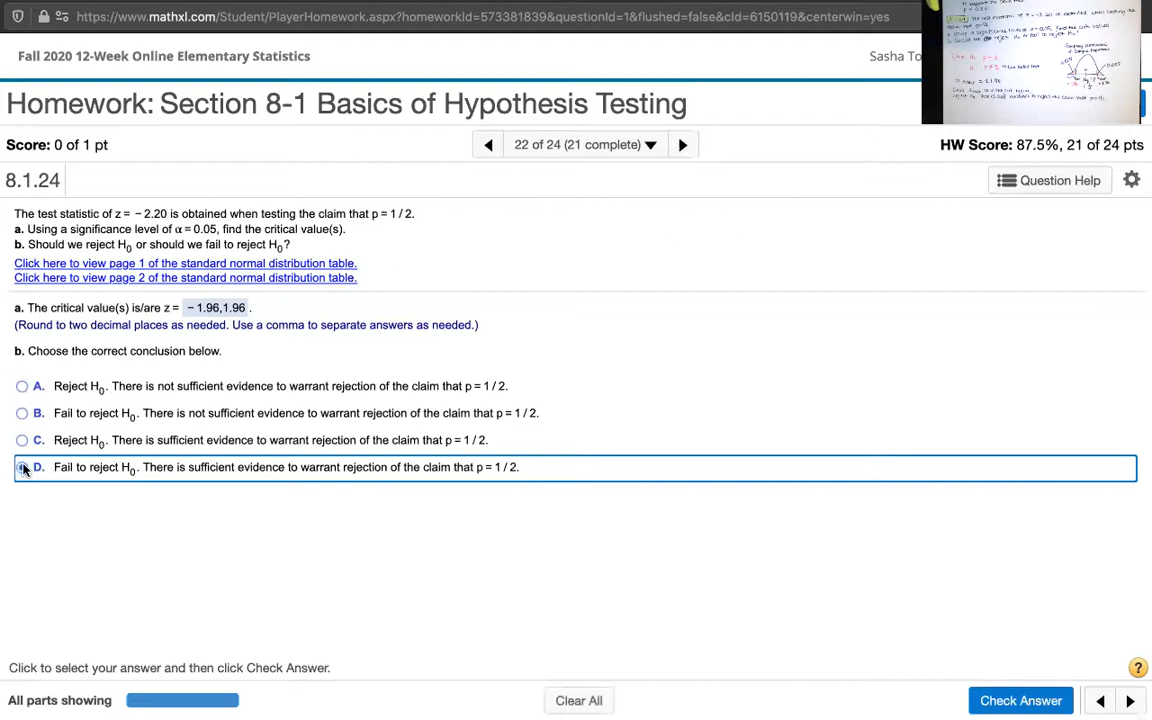 https://www.mathxl.com/Student/PlayerHomework.aspx?homeworkId=573381839&questionId=1&flushed=false&cId=6150119&centerwin=yes
Fall 2020 12-Week Online Elementary Statistics
Sasha
Homework: Section 8-1 Basics of Hypothesis Testing
Score: 0 of 1 pt
22 of 24 (21 complete)
HW Score: 87.5%, 21 of 24 pts
8.1.24
Question Help
The test statistic of z = − 2.20 is obtained when testing the claim that p = 1 / 2.
a. Using a significance level of α = 0.05, find the critical value(s).
b. Should we reject H0 or should we fail to reject H0?
Click here to view page 1 of the standard normal distribution table.
Click here to view page 2 of the standard normal distribution table.
a. The critical value(s) is/are z = − 1.96,1.96 .
(Round to two decimal places as needed. Use a comma to separate answers as needed.)
b. Choose the correct conclusion below.
A. Reject H0. There is not sufficient evidence to warrant rejection of the claim that p = 1 / 2.
B. Fail to reject H0. There is not sufficient evidence to warrant rejection of the claim that p = 1 / 2.
C. Reject H0. There is sufficient evidence to warrant rejection of the claim that p = 1 / 2.
D. Fail to reject H0. There is sufficient evidence to warrant rejection of the claim that p = 1 / 2.
Click to select your answer and then click Check Answer.
?
All parts showing
Clear All
Check Answer